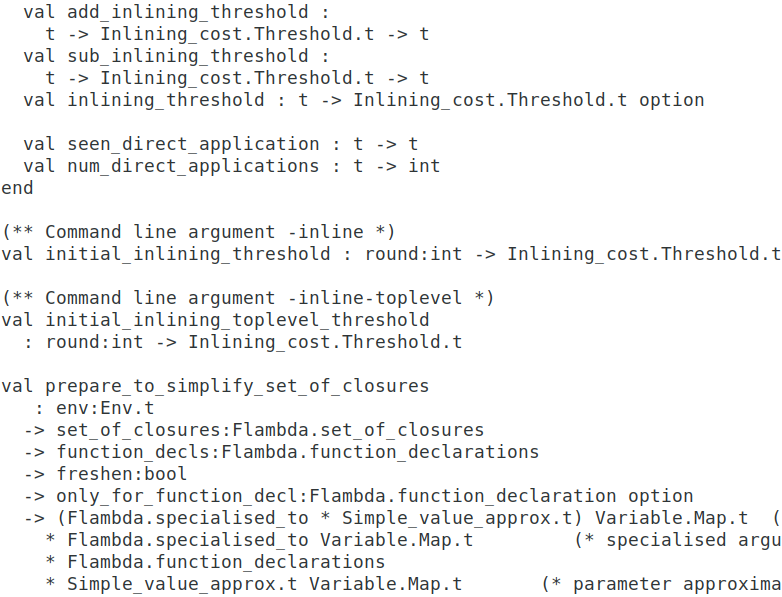 val add_inlining_threshold :
    t -> Inlining_cost.Threshold.t -> t
  val sub_inlining_threshold :
    t -> Inlining_cost.Threshold.t -> t
  val inlining_threshold : t -> Inlining_cost.Threshold.t option

  val seen_direct_application : t -> t
  val num_direct_applications : t -> int
end

(** Command line argument -inline *)
val initial_inlining_threshold : round:int -> Inlining_cost.Threshold.t

(** Command line argument -inline-toplevel *)
val initial_inlining_toplevel_threshold
  : round:int -> Inlining_cost.Threshold.t

val prepare_to_simplify_set_of_closures
   : env:Env.t
  -> set_of_closures:Flambda.set_of_closures
  -> function_decls:Flambda.function_declarations
  -> freshen:bool
  -> only_for_function_decl:Flambda.function_declaration option
  -> (Flambda.specialised_to * Simple_value_approx.t) Variable.Map.t  (
    * Flambda.specialised_to Variable.Map.t         (* specialised argu
    * Flambda.function_declarations
    * Simple_value_approx.t Variable.Map.t       (* parameter approxima